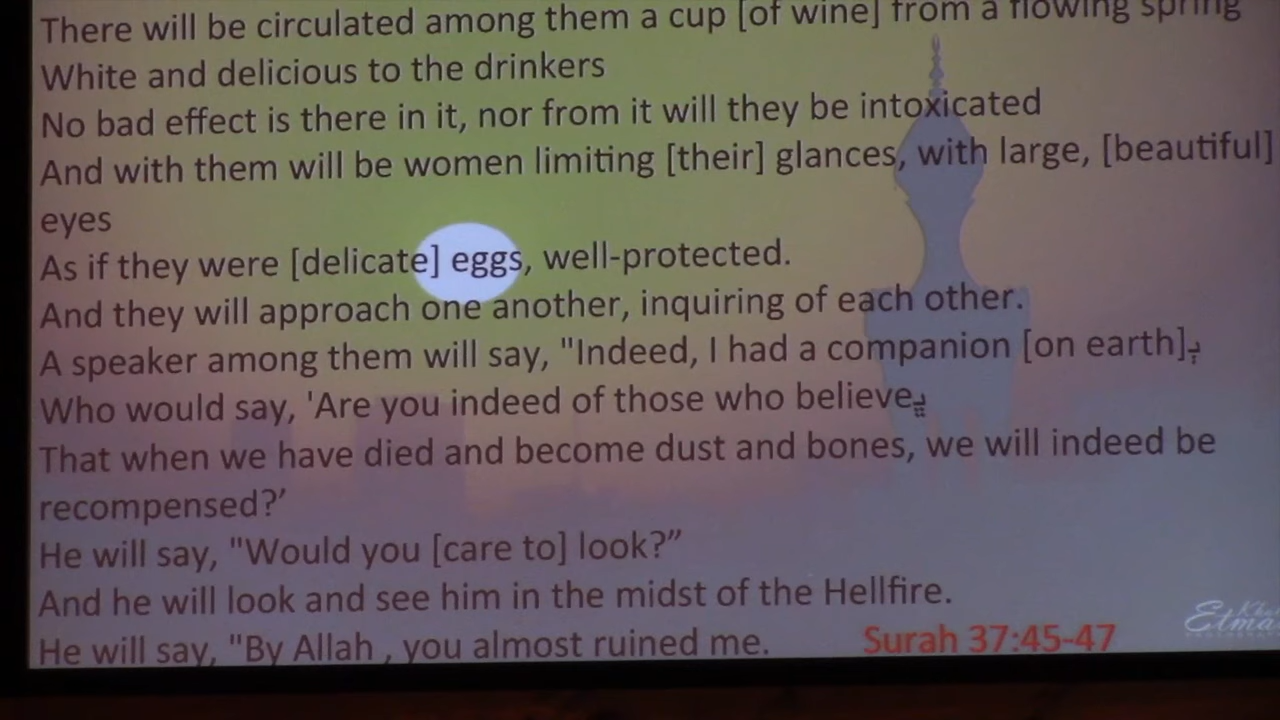 There will be circulated among them a cup [of wine] from a flowing spring
White and delicious to the drinkers
No bad effect is there in it, nor from it will they be intoxicated
And with them will be women limiting [their] glances, with large, [beautiful]
eyes
As if they were [delicate] eggs, well-protected.
And they will approach one another, inquiring of each other.
A speaker among them will say, "Indeed, I had a companion [on earth]
Who would say, 'Are you indeed of those who believe
That when we have died and become dust and bones, we will indeed be
recompensed?’
He will say, "Would you [care to] look?”
And he will look and see him in the midst of the Hellfire.
He will say, "By Allah , you almost ruined me.
Surah 37:45-47